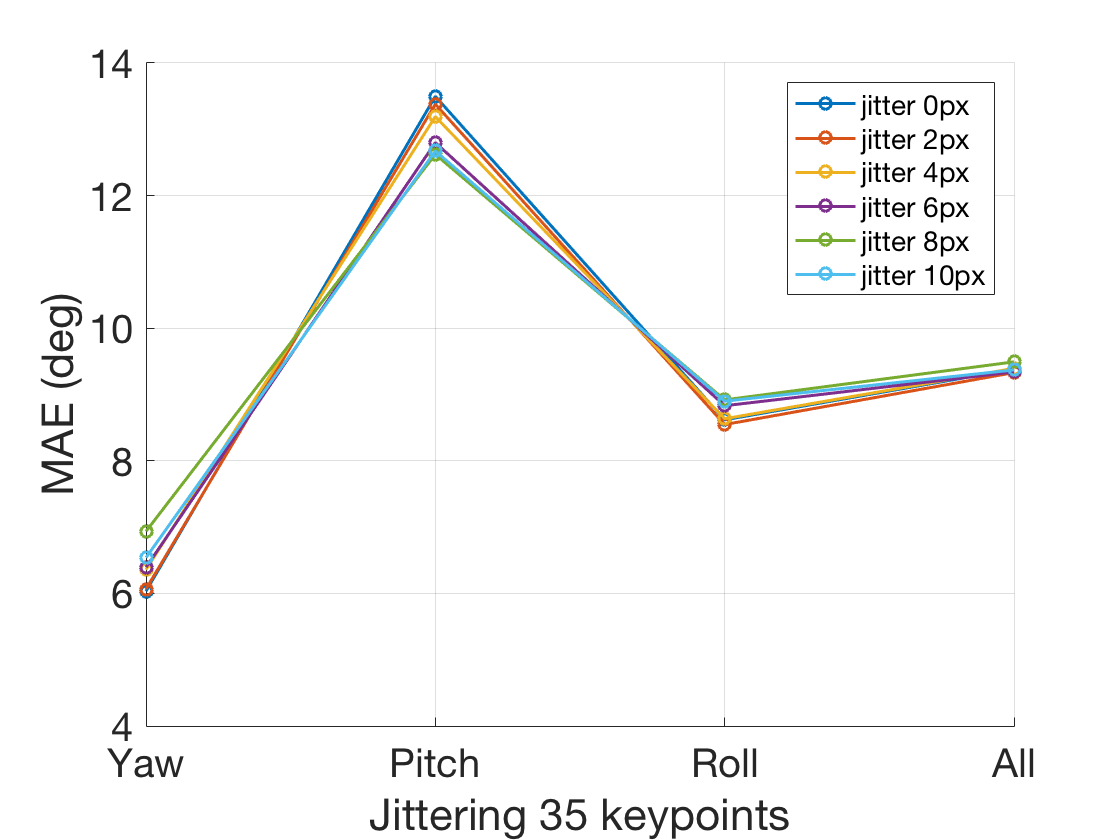 14
12
10
8
6
4
MAE (deg)
jitter 0px
jitter 2px
jitter 4px
jitter 6px
jitter 8px
jitter 10px
Yaw Pitch Roll All
Jittering 35 keypoints